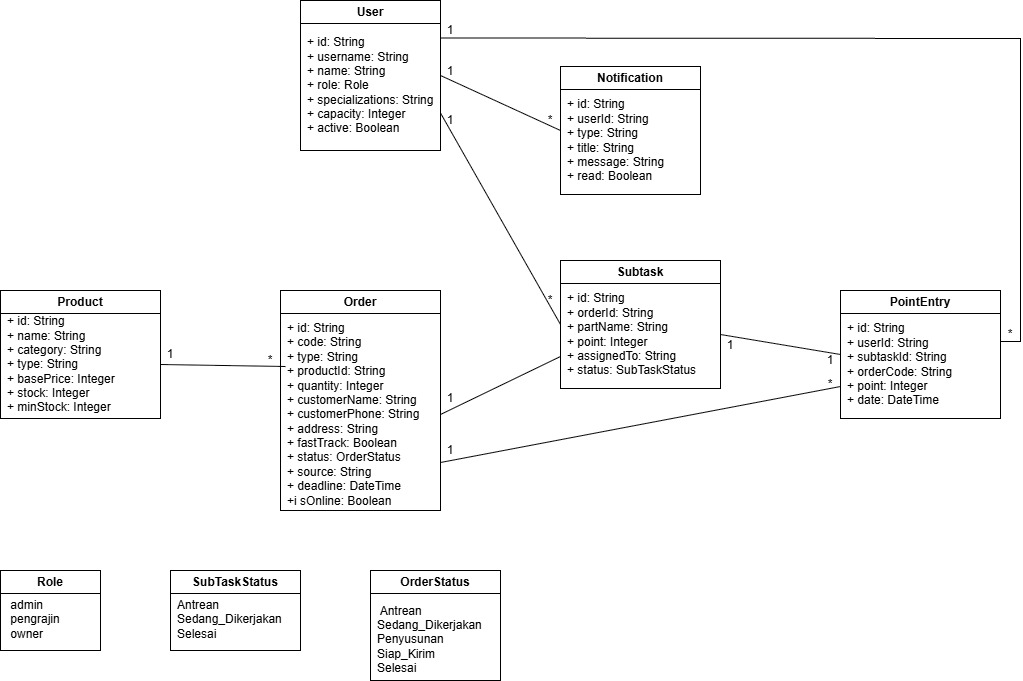 User
+ id: String
+ username: String
+ name: String
+ role: Role
+ specializations: String
+ capacity: Integer
+ active: Boolean
1
1
1
Notification
+ id: String
+ userId: String
+ type: String
+ title: String
+ message: String
+ read: Boolean
*
Product
+ id: String
+ name: String
+ category: String
+ type: String
+ basePrice: Integer
+ stock: Integer
+ minStock: Integer
1
*
Order
+ id: String
+ code: String
+ type: String
+ productId: String
+ quantity: Integer
+ customerName: String
+ customerPhone: String
+ address: String
+ fastTrack: Boolean
+ status: OrderStatus
+ source: String
+ deadline: DateTime
+i sOnline: Boolean
1
1
*
Subtask
+ id: String
+ orderId: String
+ partName: String
+ point: Integer
+ assignedTo: String
+ status: SubTaskStatus
1
1
*
*
PointEntry
+ id: String
+ userId: String
+ subtaskId: String
+ orderCode: String
+ point: Integer
+ date: DateTime
Role
admin
pengrajin
owner
SubTaskStatus
Antrean
Sedang_Dikerjakan
Selesai
OrderStatus
Antrean
Sedang_Dikerjakan
Penyusunan
Siap_Kirim
Selesai